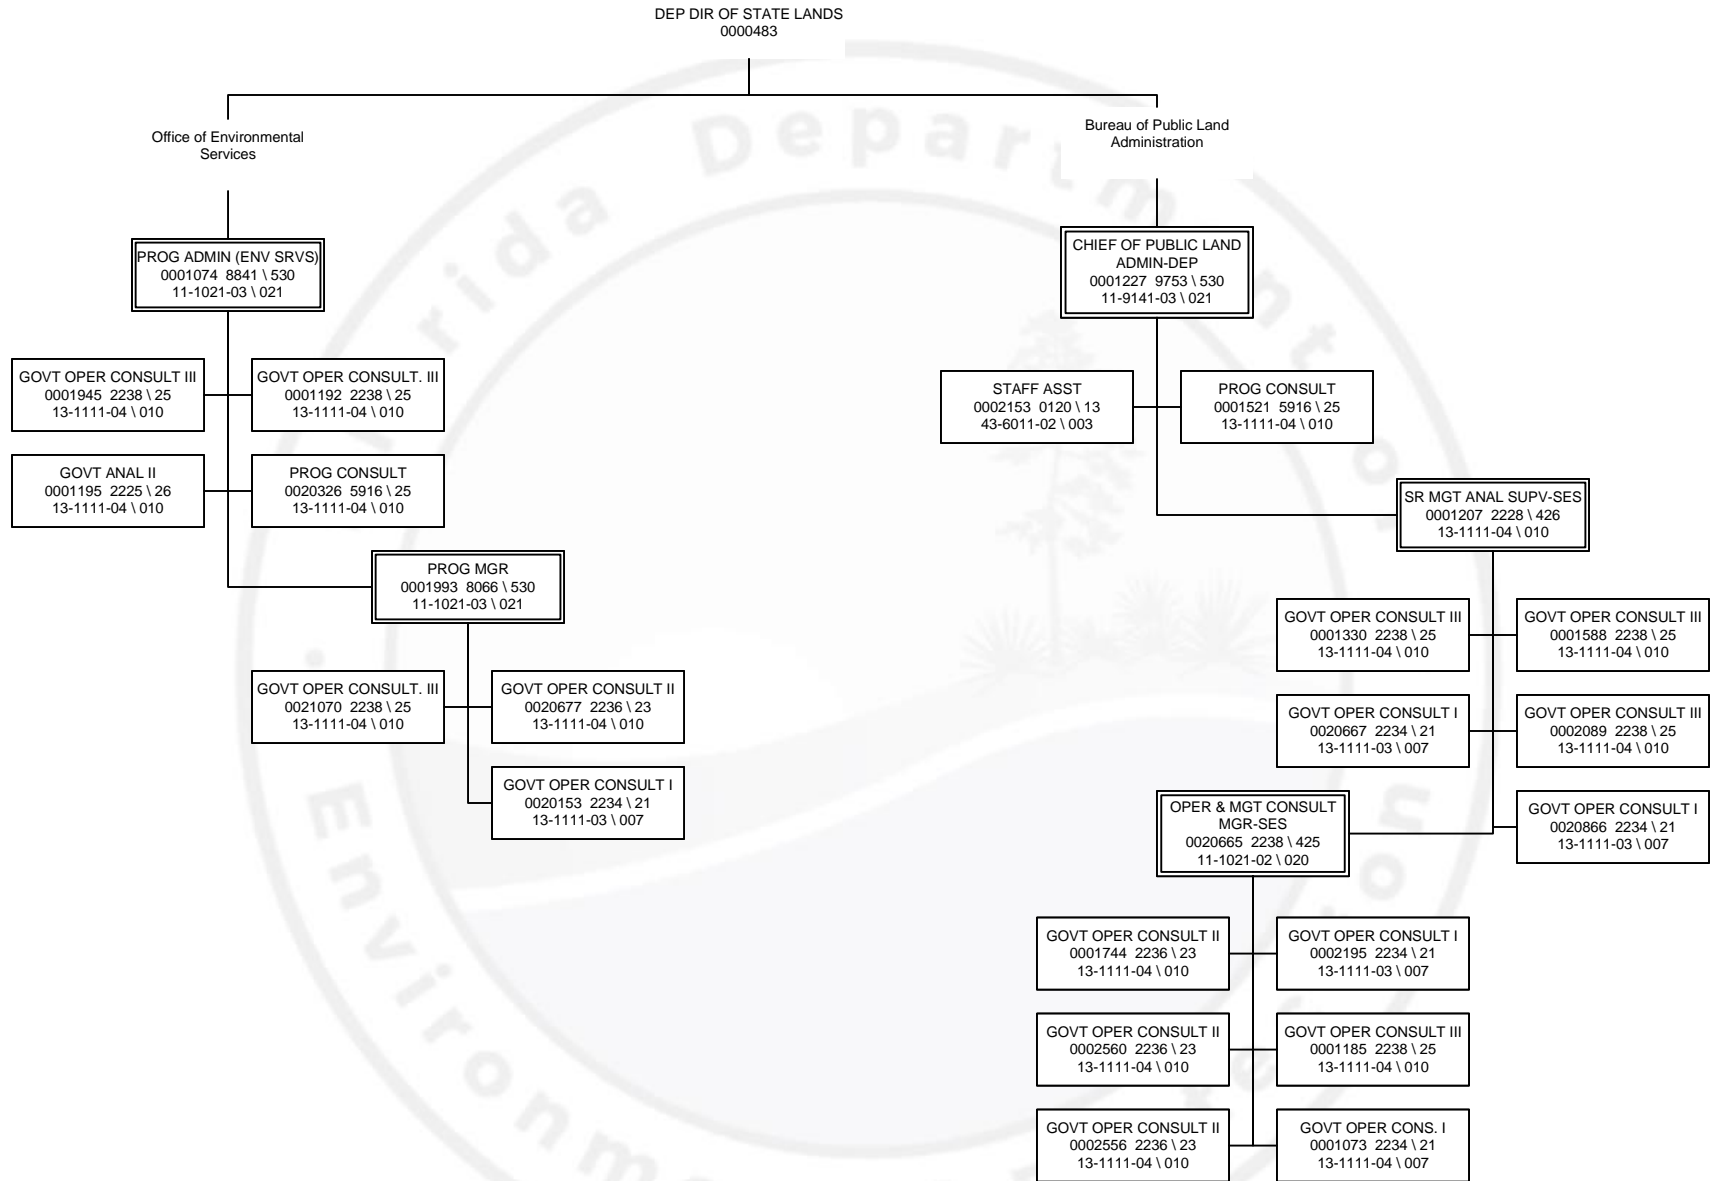 DEP DIR OF STATE LANDS
0000483
Office of Environmental
Services
Bureau of Public Land
Administration
PROG ADMIN (ENV SRVS)
0001074 8841 \ 530
11-1021-03 \ 021
CHIEF OF PUBLIC LAND
ADMIN-DEP
0001227 9753 \ 530
11-9141-03 \ 021
GOVT OPER CONSULT III
0001945 2238 \ 25
13-1111-04 \ 010
GOVT OPER CONSULT. III
0001192 2238 \ 25
13-1111-04 \ 010
STAFF ASST
0002153 0120 \ 13
43-6011-02 \ 003
PROG CONSULT
0001521 5916 \ 25
13-1111-04 \ 010
GOVT ANAL II
0001195 2225 \ 26
13-1111-04 \ 010
PROG CONSULT
0020326 5916 \ 25
13-1111-04 \ 010
SR MGT ANAL SUPV-SES
0001207 2228 \ 426
13-1111-04 \ 010
PROG MGR
0001993 8066 \ 530
11-1021-03 \ 021
GOVT OPER CONSULT III
0001330 2238 \ 25
13-1111-04 \ 010
GOVT OPER CONSULT III
0001588 2238 \ 25
13-1111-04 \ 010
GOVT OPER CONSULT. III
0021070 2238 \ 25
13-1111-04 \ 010
GOVT OPER CONSULT II
0020677 2236 \ 23
13-1111-04 \ 010
GOVT OPER CONSULT I
0020667 2234 \ 21
13-1111-03 \ 007
GOVT OPER CONSULT III
0002089 2238 \ 25
13-1111-04 \ 010
GOVT OPER CONSULT I
0020153 2234 \ 21
13-1111-03 \ 007
OPER & MGT CONSULT
MGR-SES
0020665 2238 \ 425
11-1021-02 \ 020
GOVT OPER CONSULT I
0020866 2234 \ 21
13-1111-03 \ 007
GOVT OPER CONSULT II
0001744 2236 \ 23
13-1111-04 \ 010
GOVT OPER CONSULT I
0002195 2234 \ 21
13-1111-03 \ 007
GOVT OPER CONSULT II
0002560 2236 \ 23
13-1111-04 \ 010
GOVT OPER CONSULT III
0001185 2238 \ 25
13-1111-04 \ 010
GOVT OPER CONSULT II
0002556 2236 \ 23
13-1111-04 \ 010
GOVT OPER CONS. I
0001073 2234 \ 21
13-1111-04 \ 007